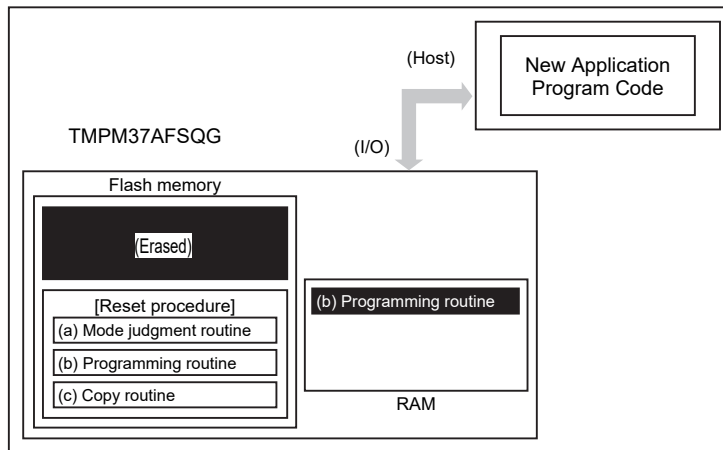 (Host)
New Application
Program Code
TMPM37AFSQG
(I/O)
Flash memory
(Erased)
[Reset procedure]
(a) Mode judgment routine
(b) Programming routine
(c) Copy routine
(b) Programming routine
RAM